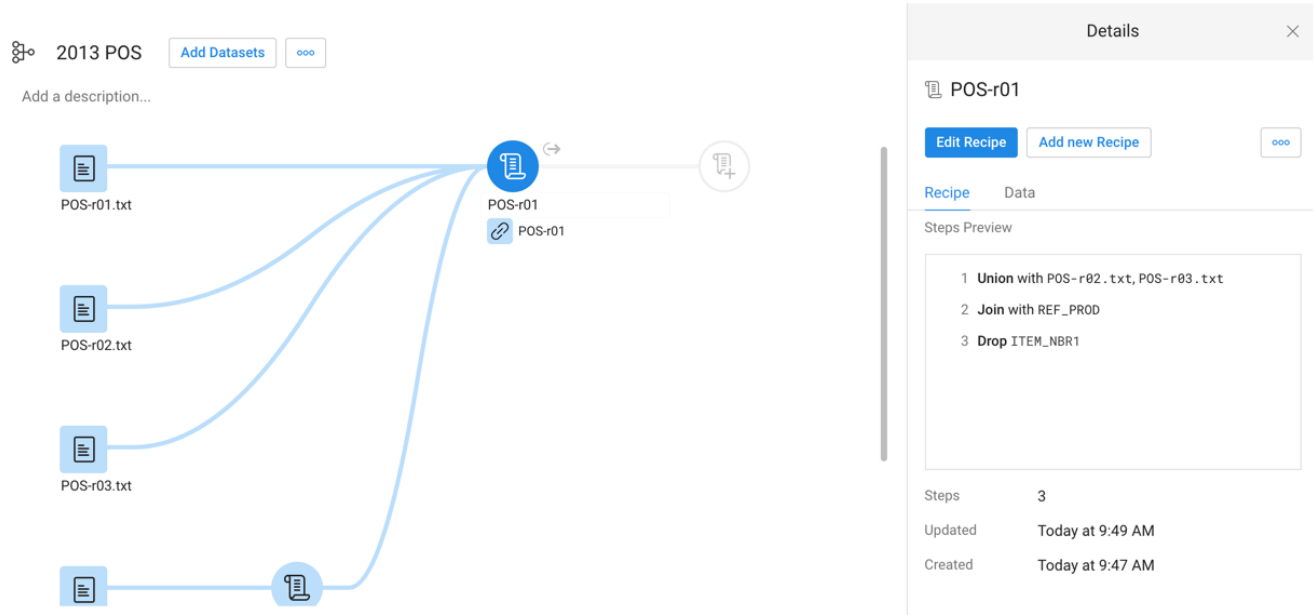 2013 POS Add Datasets
Add a description...
POS-r01.txt
POS-r02.txt
POS-r03.txt
POS-r01
POS-r01
Details
POS-r01
Edit Recipe Add new Recipe
Recipe Data
Steps Preview
1 Union with POS-r02.txt, POS-r03.txt
2 Join with REF_PROD
3 Drop ITEM_NBR1
Steps 3
Updated Today at 9:49 AM
Created Today at 9:47 AM